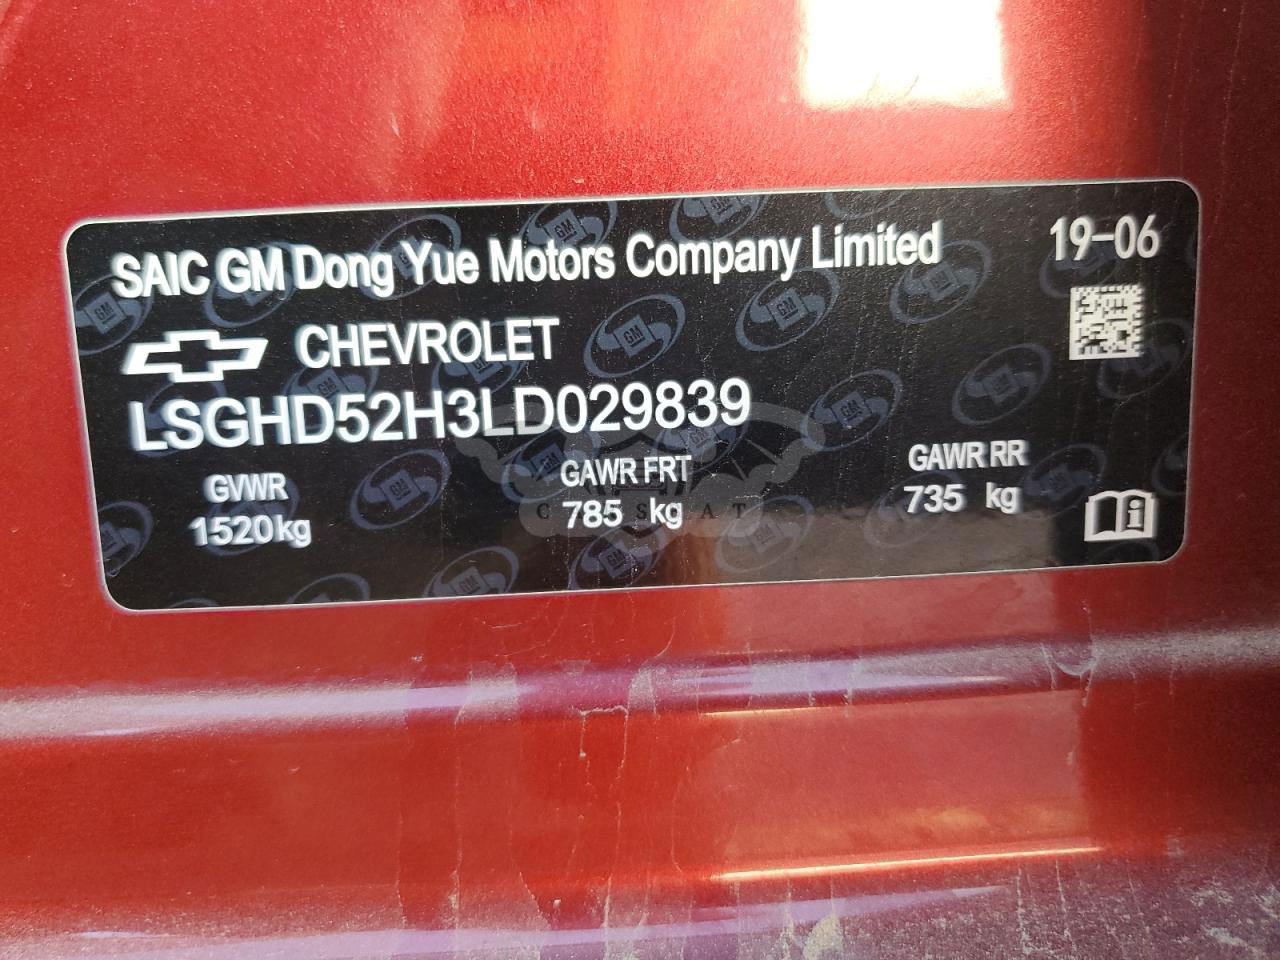 SAIC GM Dong Yue Motors Company Limited 19-06
CHEVROLET
LSGHD52H3LD029839
GVWR GAWR FRT GAWR RR
1520kg 785 kg 735 kg